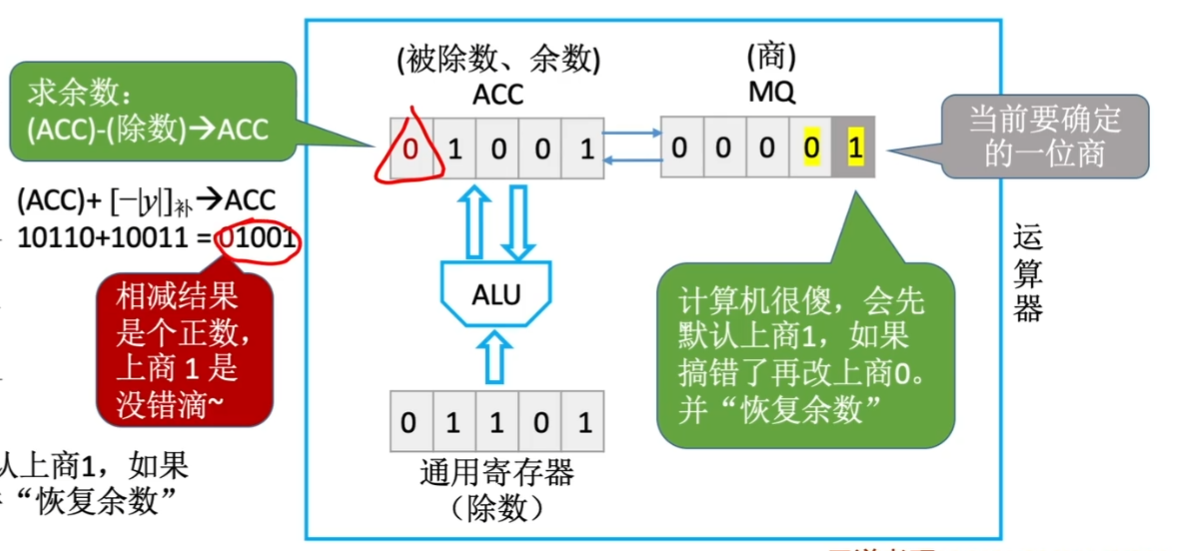 求余数：
(ACC)-(除数)→ACC
(ACC)+ [−|y|]补→ACC
10110+10011 = 01001
相减结果
是个正数，
上商 1 是
没错滴~
认上商1，如果
“恢复余数”
(被除数、余数)
ACC
0 1 0 0 1
(商)
MQ
0 0 0 0 1
当前要确定
的一位商
ALU
计算机很傻，会先
默认上商1，如果
搞错了再改上商0。
并“恢复余数”
0 1 1 0 1
通用寄存器
（除数）
运
算
器